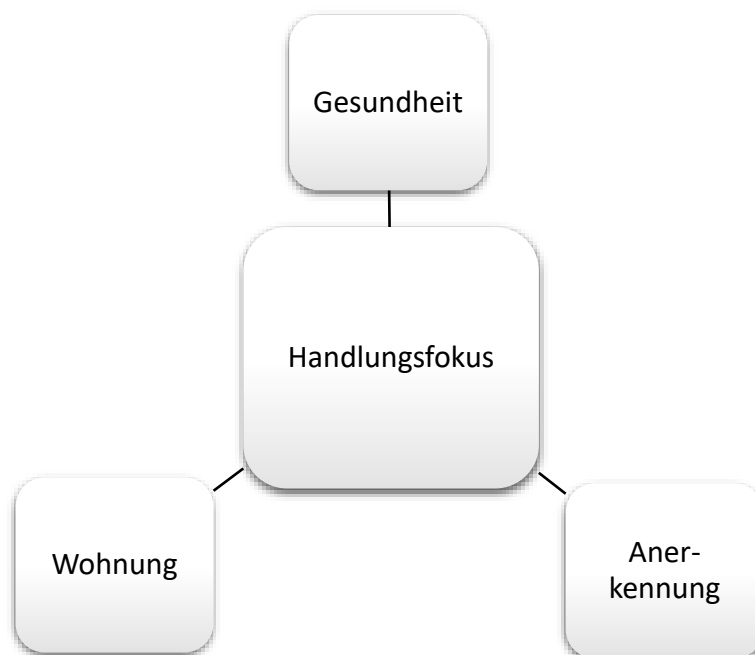 Gesundheit
Handlungsfokus
Wohnung
Aner-
kennung